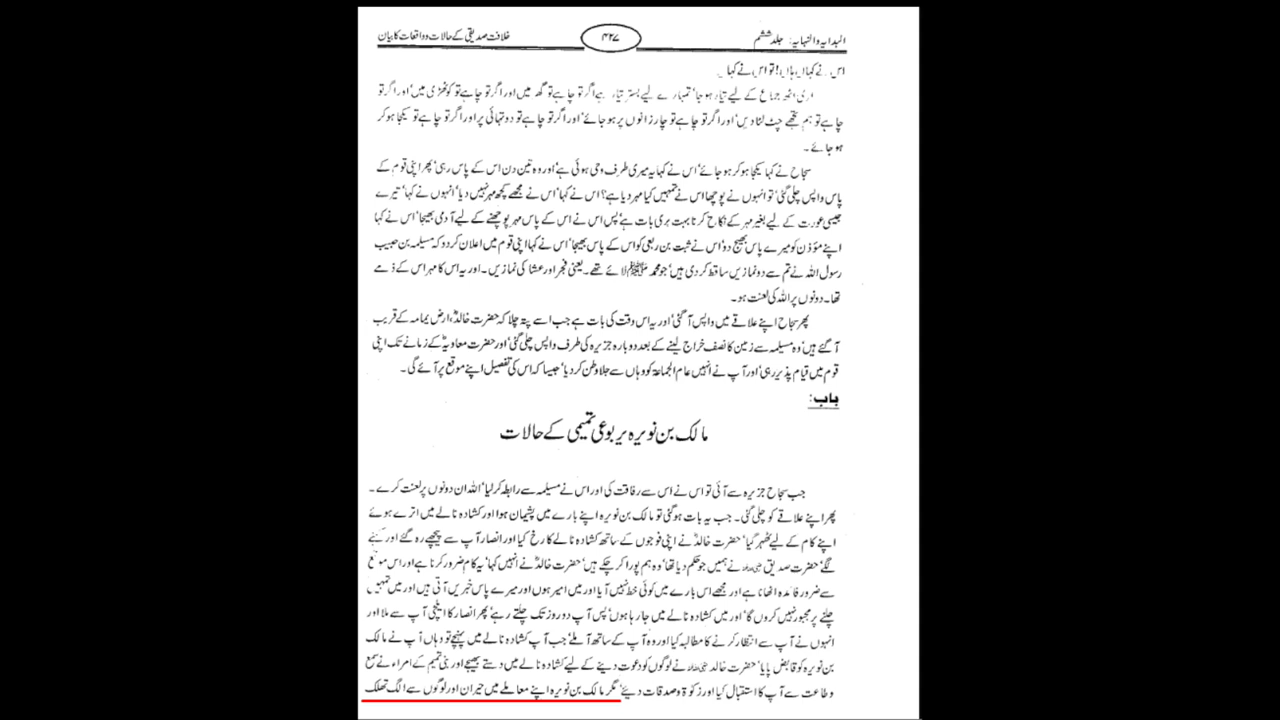 البدایہ والنہایہ: جلد ششم
۴۲۷
خلافت صدیقی کے حالات و واقعات کا بیان
اس نے کہا ہاں! تو اس نے کہا
اری اٹھ جماع کے لیے تیار ہو جا' تمہارے لیے بستر تیار ہے اگر تو چاہے تو گھر میں اور اگر تو چاہے تو کوٹھڑی میں' اور اگر تو
چاہے تو ہم تجھے چت لٹا دیں' اور اگر تو چاہے تو چار زانوں پر ہو جائے' اور اگر تو چاہے تو دو تہائی پر اور اگر تو چاہے تو یکجا ہو کر
ہو جائے۔
سجاح نے کہا یکجا ہو کر ہو جائے' اس نے کہا یہ میری طرف وحی ہوئی ہے' اور وہ تین دن اس کے پاس رہی' پھر اپنی قوم کے
پاس واپس چلی گئی' تو انہوں نے پوچھا اس نے تمہیں کیا مہر دیا ہے؟ اس نے کہا' اس نے مجھے کچھ مہر نہیں دیا' انہوں نے کہا' تیرے
جیسی عورت کے لیے بغیر مہر کے نکاح کرنا بہت بری بات ہے' پس اس نے اس کے پاس مہر پوچھنے کے لیے آدمی بھیجا' اس نے کہا
اپنے مؤذن کو میرے پاس بھیج دو' اس نے شبت بن ربعی کو اس کے پاس بھیجا' اس نے کہا اپنی قوم میں اعلان کر دو کہ مسیلمہ بن حبیب
رسول اللہ نے تم سے دو نمازیں ساقط کر دی ہیں' جو محمد ﷺ لائے تھے۔ یعنی فجر اور عشا کی نمازیں۔ اور یہ اس کا مہر اس کے ذمے
تھا۔ دونوں پر اللہ کی لعنت ہو۔
پھر سجاح اپنے علاقے میں واپس آ گئی' اور یہ اس وقت کی بات ہے جب اسے پتہ چلا کہ حضرت خالدؓ، ارض یمامہ کے قریب
آ گئے ہیں' وہ مسیلمہ سے زمین کا نصف خراج لینے کے بعد دوبارہ جزیرہ کی طرف واپس چلی گئی' اور حضرت معاویہؓ کے زمانے تک اپنی
قوم میں قیام پذیر رہی' اور آپ نے انہیں عام الجماعۃ کو وہاں سے جلا وطن کر دیا' جیسا کہ اس کی تفصیل اپنے موقع پر آئے گی۔
باب:
مالک بن نویرہ یربوعی تمیمی کے حالات
جب سجاح جزیرہ سے آئی تو اس نے اس سے رفاقت کی اور اس نے مسیلمہ سے رابطہ کر لیا' اللہ ان دونوں پر لعنت کرے۔
پھر اپنے علاقے کو چلی گئی۔ جب یہ بات ہو گئی تو مالک بن نویرہ اپنے بارے میں پشیمان ہوا اور کشادہ نالے میں اترے ہوئے
اپنے کام کے لیے ٹھہر گیا' حضرت خالدؓ نے اپنی فوجوں کے ساتھ کشادہ نالے کا رخ کیا اور انصار آپ سے پیچھے رہ گئے اور کہنے
لگے' حضرت صدیق نے ہمیں جو حکم دیا تھا' وہ ہم پورا کر چکے ہیں' حضرت خالدؓ نے انہیں کہا' یہ کام ضرور کرنا ہے اور اس موقع
سے ضرور فائدہ اٹھانا ہے اور مجھے اس بارے میں کوئی خط نہیں آیا اور میں امیر ہوں اور میرے پاس خبریں آتی ہیں اور میں تمہیں
چلنے پر مجبور نہیں کروں گا' اور میں کشادہ نالے میں جا رہا ہوں' پس آپ دو روز تک چلتے رہے' پھر انصار کا ایلچی آپ سے ملا اور
انہوں نے آپ سے انتظار کرنے کا مطالبہ کیا اور وہ آپ کے ساتھ آ ملے' جب آپ کشادہ نالے میں پہنچے تو وہاں آپ نے مالک
بن نویرہ کو قابض پایا' حضرت خالد نے لوگوں کو دعوت دینے کے لیے کشادہ نالے میں دستے بھیجے اور بنی تمیم کے امراء نے سمع
و طاعت سے آپ کا استقبال کیا اور زکوۃ و صدقات دیئے' مگر مالک بن نویرہ اپنے معاملے میں حیران اور لوگوں سے الگ تھلک